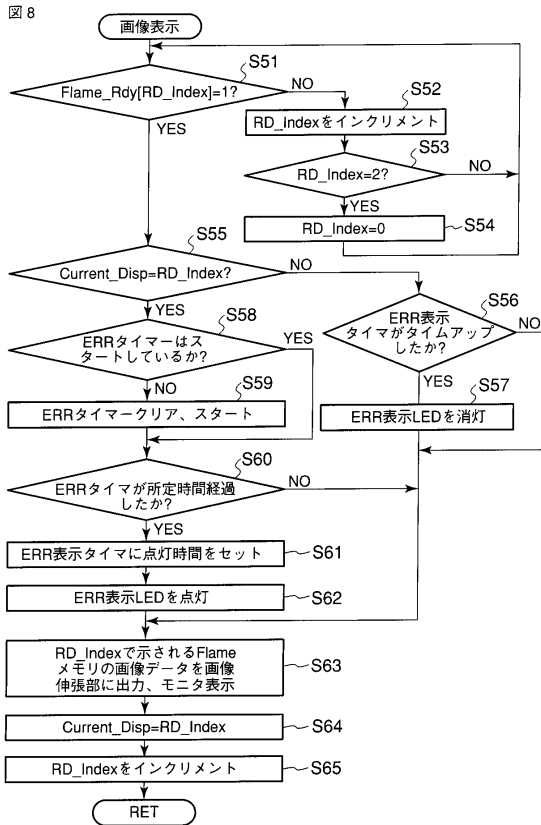 図8
画像表示
S51
Flame_Rdy[RD_Index]=1?
NO
YES
S52
RD_Indexをインクリメント
S53
RD_Index=2?
NO
YES
RD_Index=0
S54
S55
Current_Disp=RD_Index?
NO
YES
S56
ERR表示
タイマがタイムアップ
したか?
NO
YES
S57
ERR表示LEDを消灯
S58
ERRタイマーはス
タートしているか?
YES
NO
S59
ERRタイマークリア、スタート
S60
ERRタイマが所定時間経過
したか?
NO
YES
ERR表示タイマに点灯時間をセット
S61
ERR表示LEDを点灯
S62
RD_Indexで示されるFlame
メモリの画像データを画像
伸張部に出力、モニタ表示
S63
Current_Disp=RD_Index
S64
RD_Indexをインクリメント
S65
RET